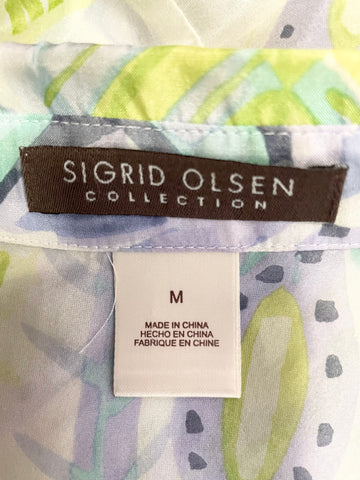 SIGRID OLSEN
COLLECTION
M
MADE IN CHINA
HECHO EN CHINA
FABRIQUE EN CHINE